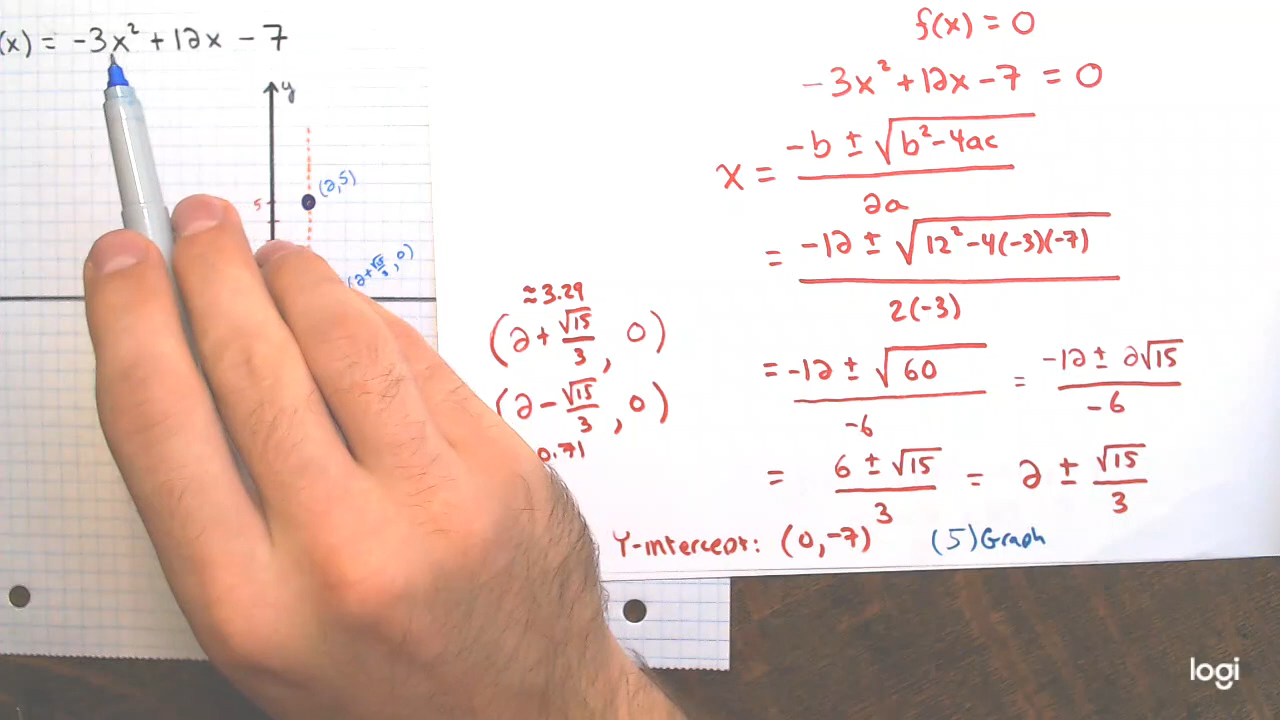 (x) = -3x² + 12x - 7
y
(2,5)
5
(2+√15/3, 0)
≈3.29
(2 + √15/3, 0)
(2 - √15/3, 0)
0.71
f(x) = 0
-3x² + 12x - 7 = 0
x = (-b ± √(b² - 4ac))/2a
= (-12 ± √(12² - 4(-3)(-7)))/2(-3)
= (-12 ± √60)/-6 = (-12 ± 2√15)/-6
= (6 ± √15)/3 = 2 ± √15/3
Y-intercept: (0, -7) (5) Graph
logi